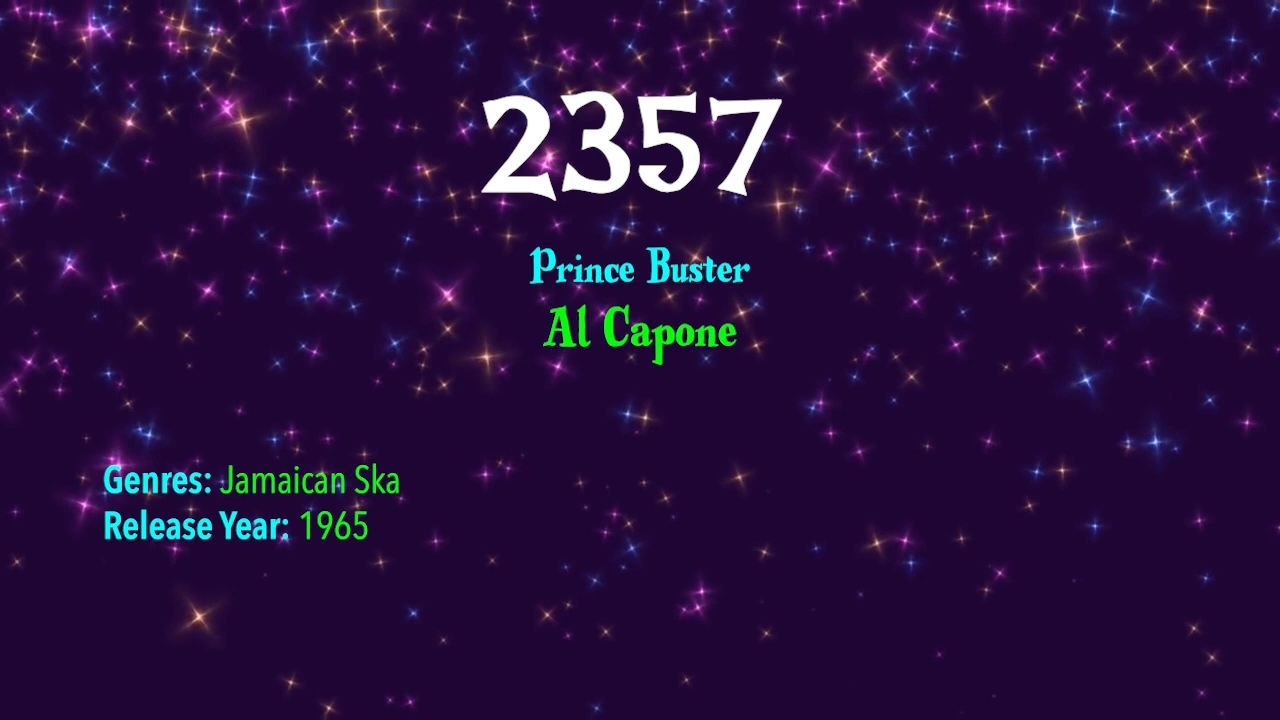 2357
Prince Buster
Al Capone
Genres: Jamaican Ska
Release Year: 1965